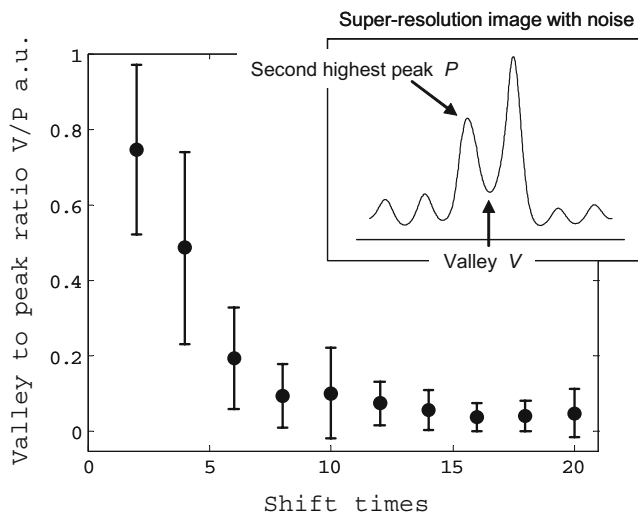 Super-resolution image with noise
Second highest peak P
Valley V
Valley to peak ratio V/P a.u.
1
0.8
0.6
0.4
0.2
0
0
5
10
15
20
Shift times